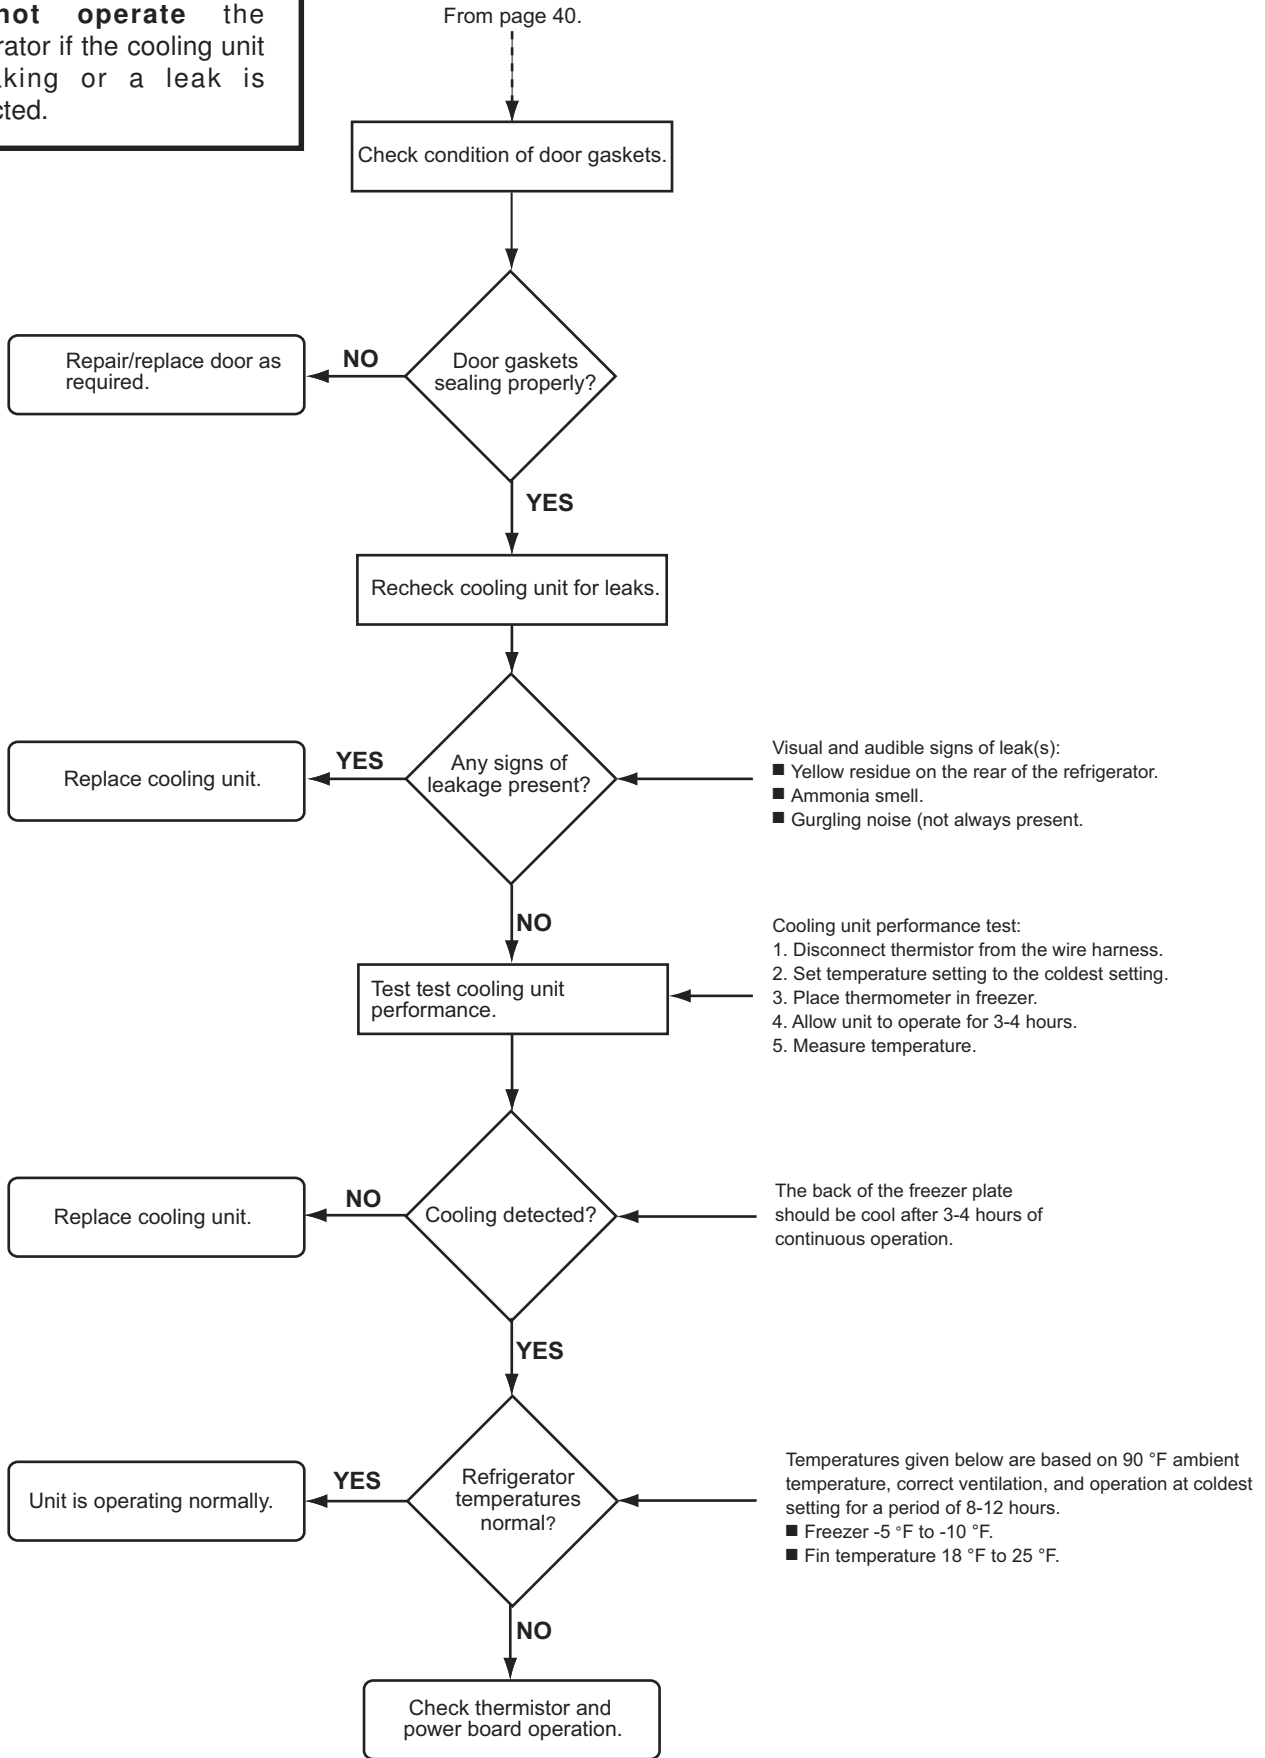 not operate the
rator if the cooling unit
aking or a leak is
cted.
From page 40.
Check condition of door gaskets.
Door gaskets
sealing properly?
NO
Repair/replace door as
required.
YES
Recheck cooling unit for leaks.
Any signs of
leakage present?
YES
Replace cooling unit.
Visual and audible signs of leak(s):
■ Yellow residue on the rear of the refrigerator.
■ Ammonia smell.
■ Gurgling noise (not always present.
NO
Test test cooling unit
performance.
Cooling unit performance test:
1. Disconnect thermistor from the wire harness.
2. Set temperature setting to the coldest setting.
3. Place thermometer in freezer.
4. Allow unit to operate for 3-4 hours.
5. Measure temperature.
Cooling detected?
NO
Replace cooling unit.
The back of the freezer plate
should be cool after 3-4 hours of
continuous operation.
YES
Refrigerator
temperatures
normal?
YES
Unit is operating normally.
Temperatures given below are based on 90 °F ambient
temperature, correct ventilation, and operation at coldest
setting for a period of 8-12 hours.
■ Freezer -5 °F to -10 °F.
■ Fin temperature 18 °F to 25 °F.
NO
Check thermistor and
power board operation.